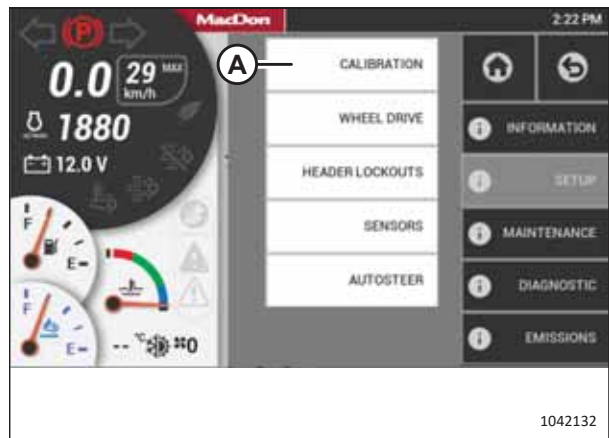 MacDon
2:22 PM
P
0.0
29 MAX
km/h
1880
12.0 V
F
E
F
E
-- °C
0
A
CALIBRATION
WHEEL DRIVE
HEADER LOCKOUTS
SENSORS
AUTOSTEER
INFORMATION
SETUP
MAINTENANCE
DIAGNOSTIC
EMISSIONS
1042132